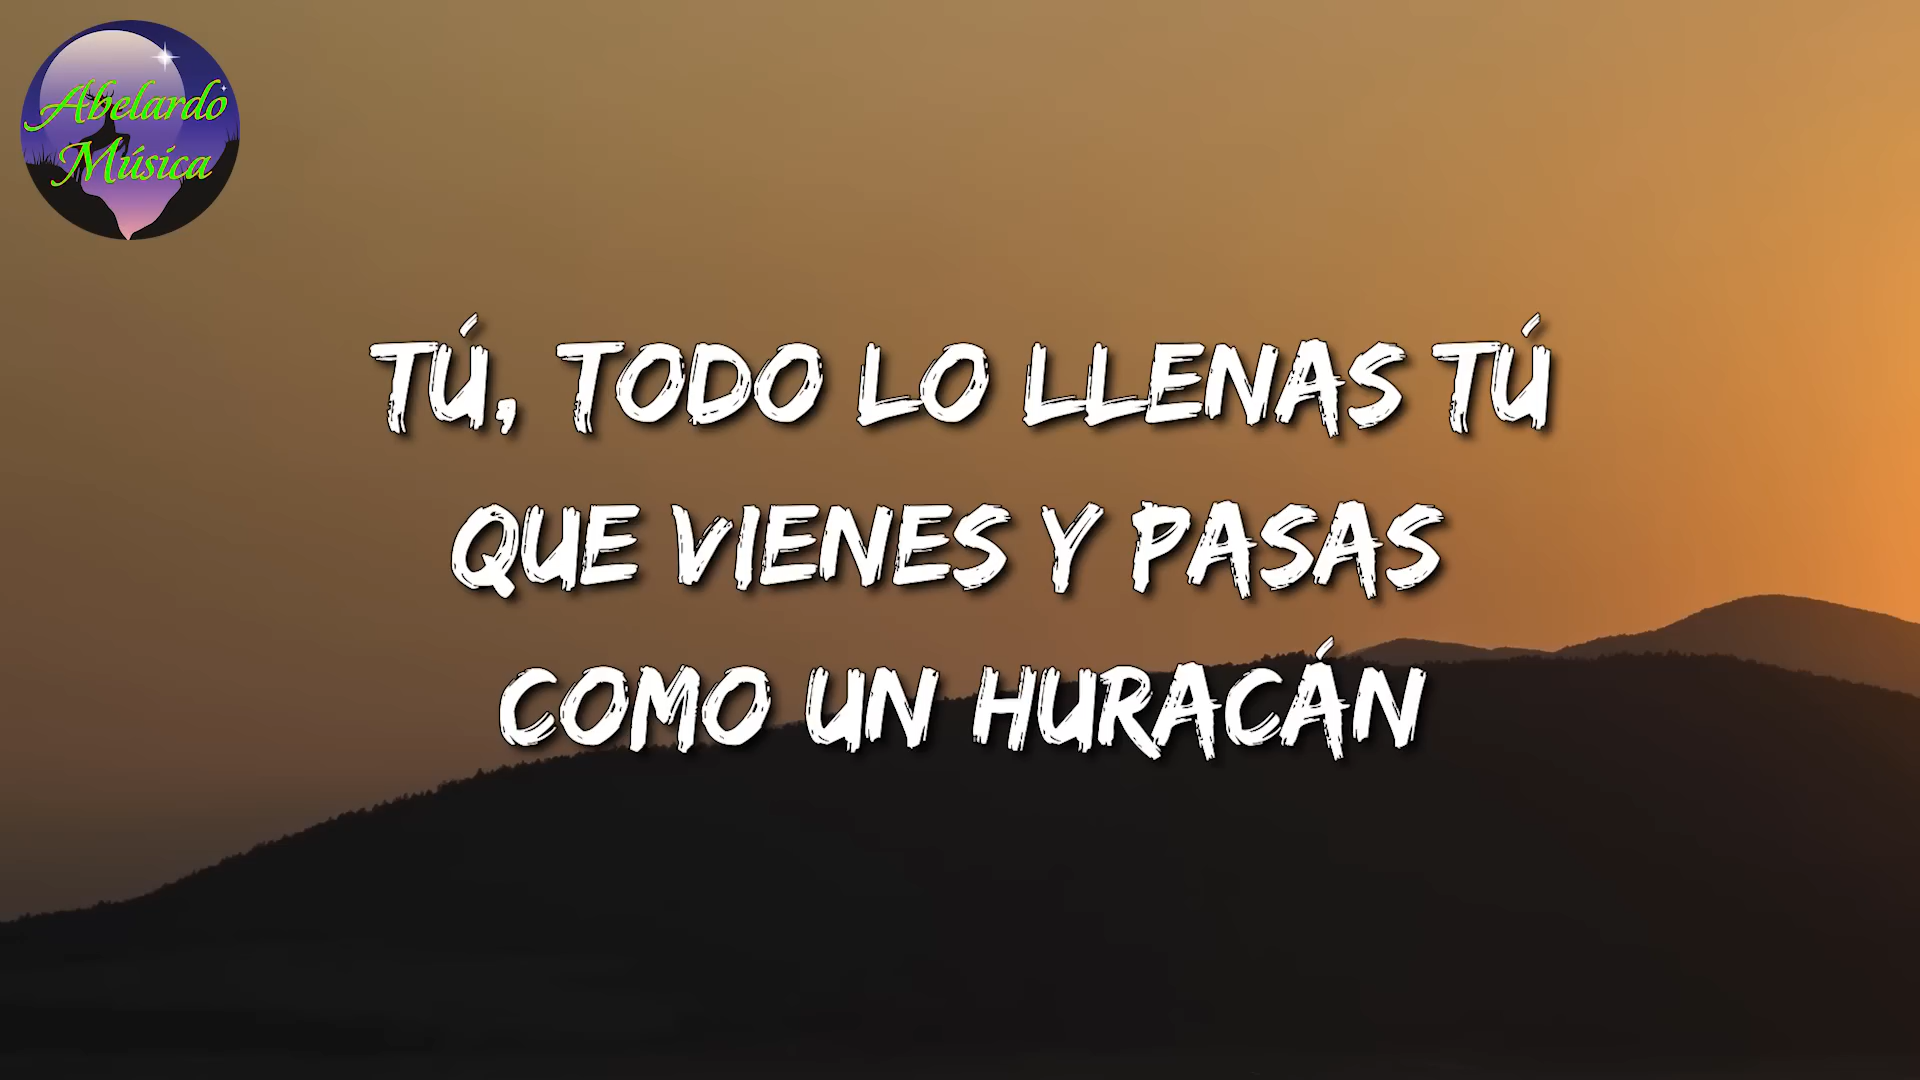 Abelardo
Música
TÚ, TODO LO LLENAS TÚ
QUE VIENES Y PASAS
COMO UN HURACÁN